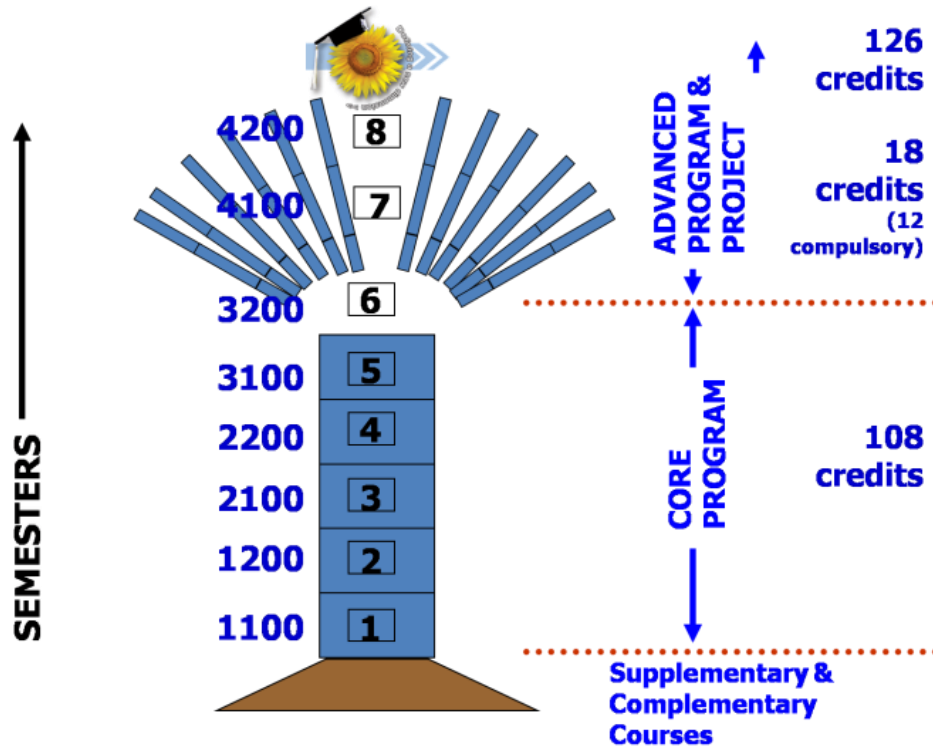 126
credits
4200
8
ADVANCED
PROGRAM &
PROJECT
18
credits
(12
compulsory)
4100
7
3200
6
3100
5
2200
4
CORE
PROGRAM
108
credits
2100
3
SEMESTERS
1200
2
1100
1
Supplementary &
Complementary
Courses